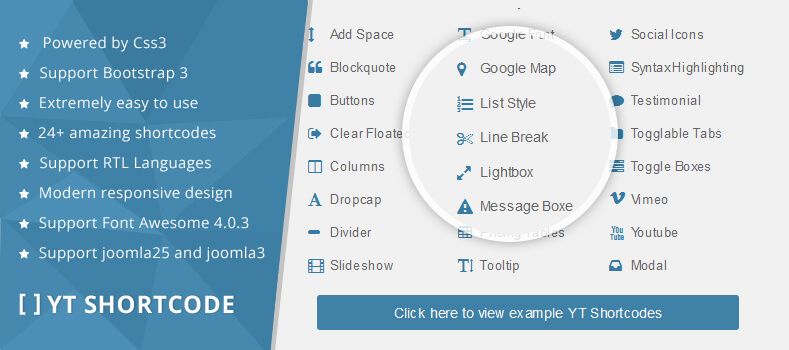 Powered by Css3
Support Bootstrap 3
Extremely easy to use
24+ amazing shortcodes
Support RTL Languages
Modern responsive design
Support Font Awesome 4.0.3
Support joomla25 and joomla3
[ ] YT SHORTCODE
Add Space
Blockquote
Buttons
Clear Floate
Columns
Dropcap
Divider
Slideshow
Google Font
Google Map
List Style
Line Break
Lightbox
Message Boxe
Pricing Tables
Tooltip
Social Icons
SyntaxHighlighting
Testimonial
Togglable Tabs
Toggle Boxes
Vimeo
You
Tube
Youtube
Modal
Click here to view example YT Shortcodes